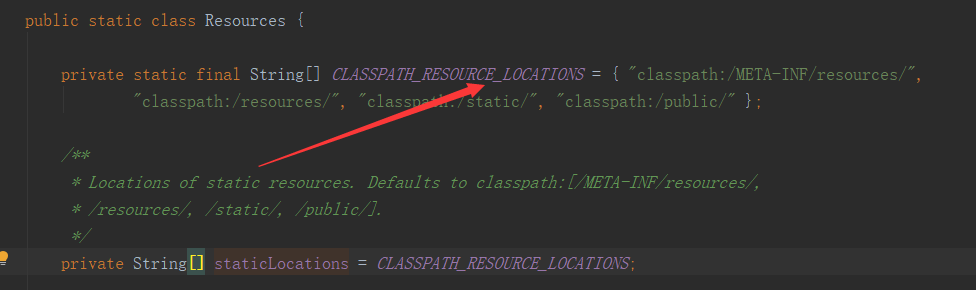 public static class Resources {
private static final String[] CLASSPATH_RESOURCE_LOCATIONS = { "classpath:/META-INF/resources/",
"classpath:/resources/", "classpath:/static/", "classpath:/public/" };
/**
* Locations of static resources. Defaults to classpath:[/META-INF/resources/,
* /resources/, /static/, /public/].
*/
private String[] staticLocations = CLASSPATH_RESOURCE_LOCATIONS;